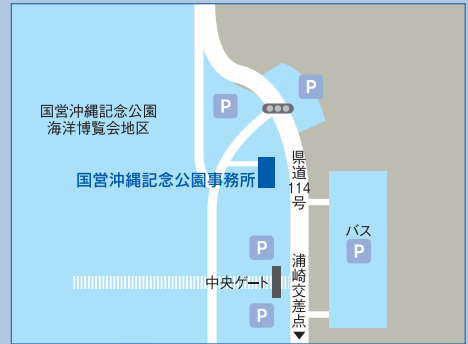 P
P
国営沖縄記念公園
海洋博覧会地区
国営沖縄記念公園事務所
県道114号
バス
P
P
中央ゲート
P
浦崎交差点▼